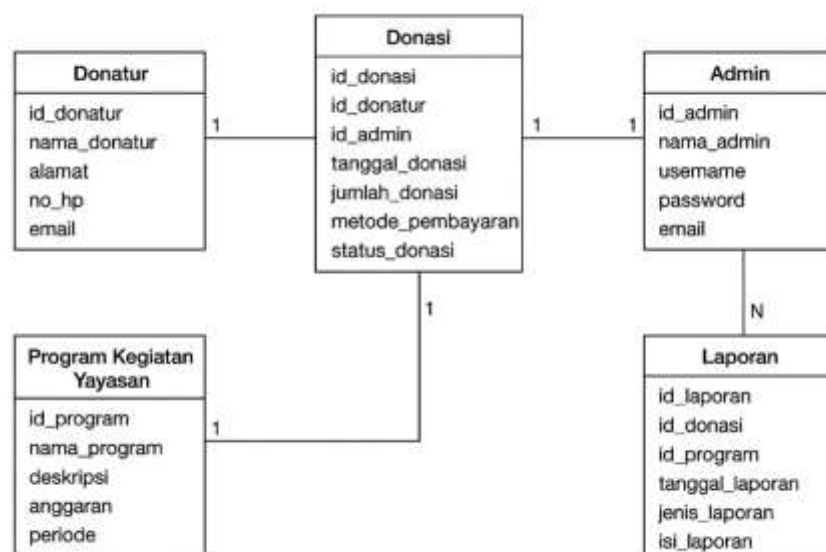 Donatur
id_donatur
nama_donatur
alamat
no_hp
email
1
Donasi
id_donasi
id_donatur
id_admin
tanggal_donasi
jumlah_donasi
metode_pembayaran
status_donasi
1
1
1
Admin
id_admin
nama_admin
username
password
email
N
Program Kegiatan
Yayasan
id_program
nama_program
deskripsi
anggaran
periode
1
Laporan
id_laporan
id_donasi
id_program
tanggal_laporan
jenis_laporan
isi_laporan